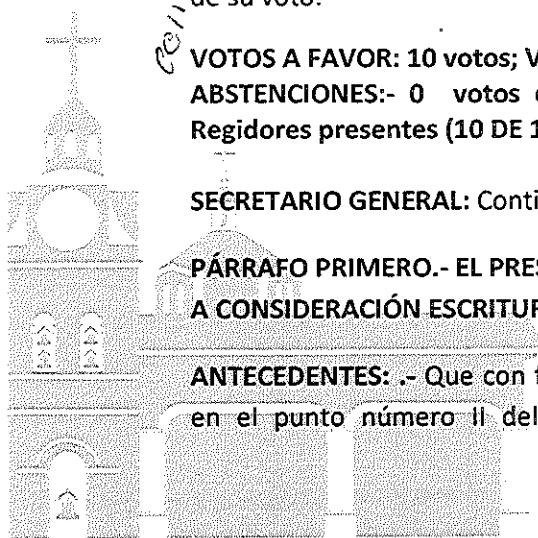 de su voto.
VOTOS A FAVOR: 10 votos; V
ABSTENCIONES:- 0 votos
Regidores presentes (10 DE 1
SECRETARIO GENERAL: Conti
PÁRRAFO PRIMERO.- EL PRES
A CONSIDERACIÓN ESCRITUR
ANTECEDENTES: .- Que con f
en el punto número II del